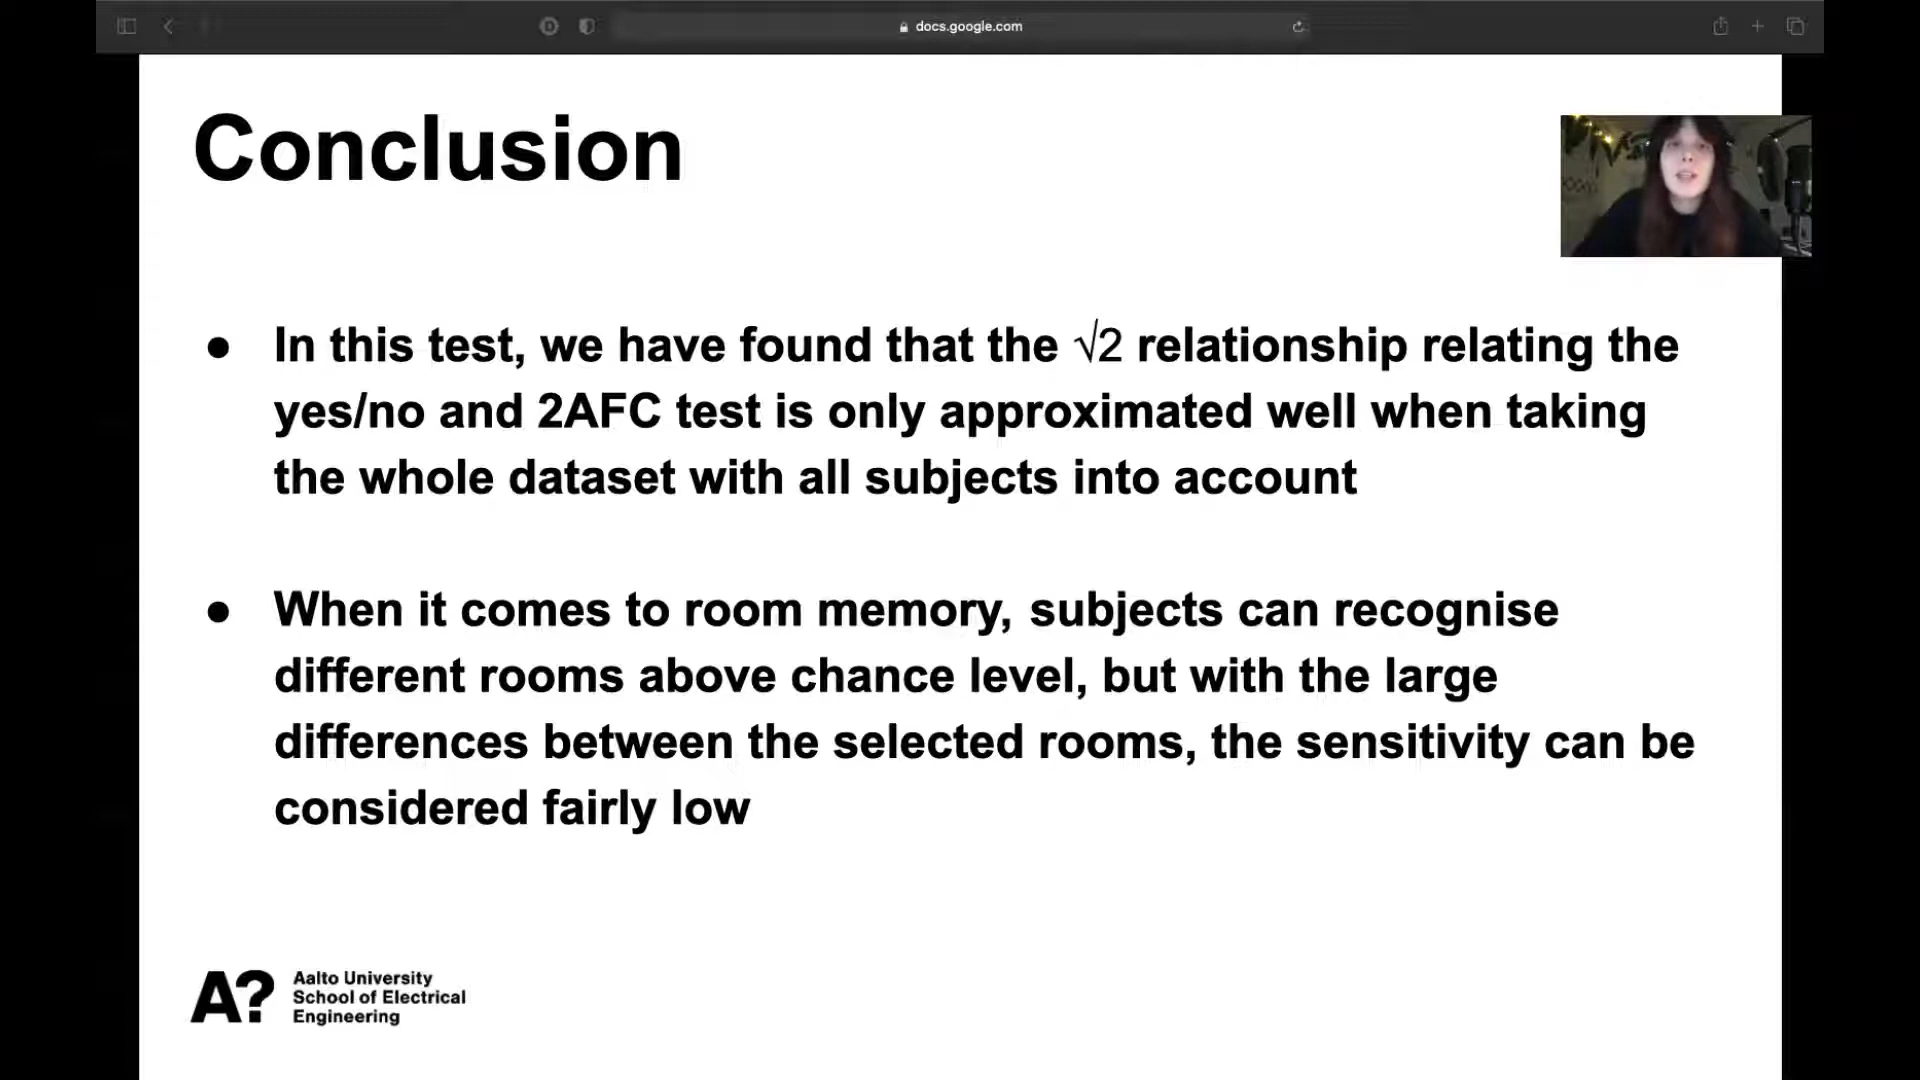 docs.google.com
Conclusion
● In this test, we have found that the √2 relationship relating the
yes/no and 2AFC test is only approximated well when taking
the whole dataset with all subjects into account
● When it comes to room memory, subjects can recognise
different rooms above chance level, but with the large
differences between the selected rooms, the sensitivity can be
considered fairly low
A?
Aalto University
School of Electrical
Engineering